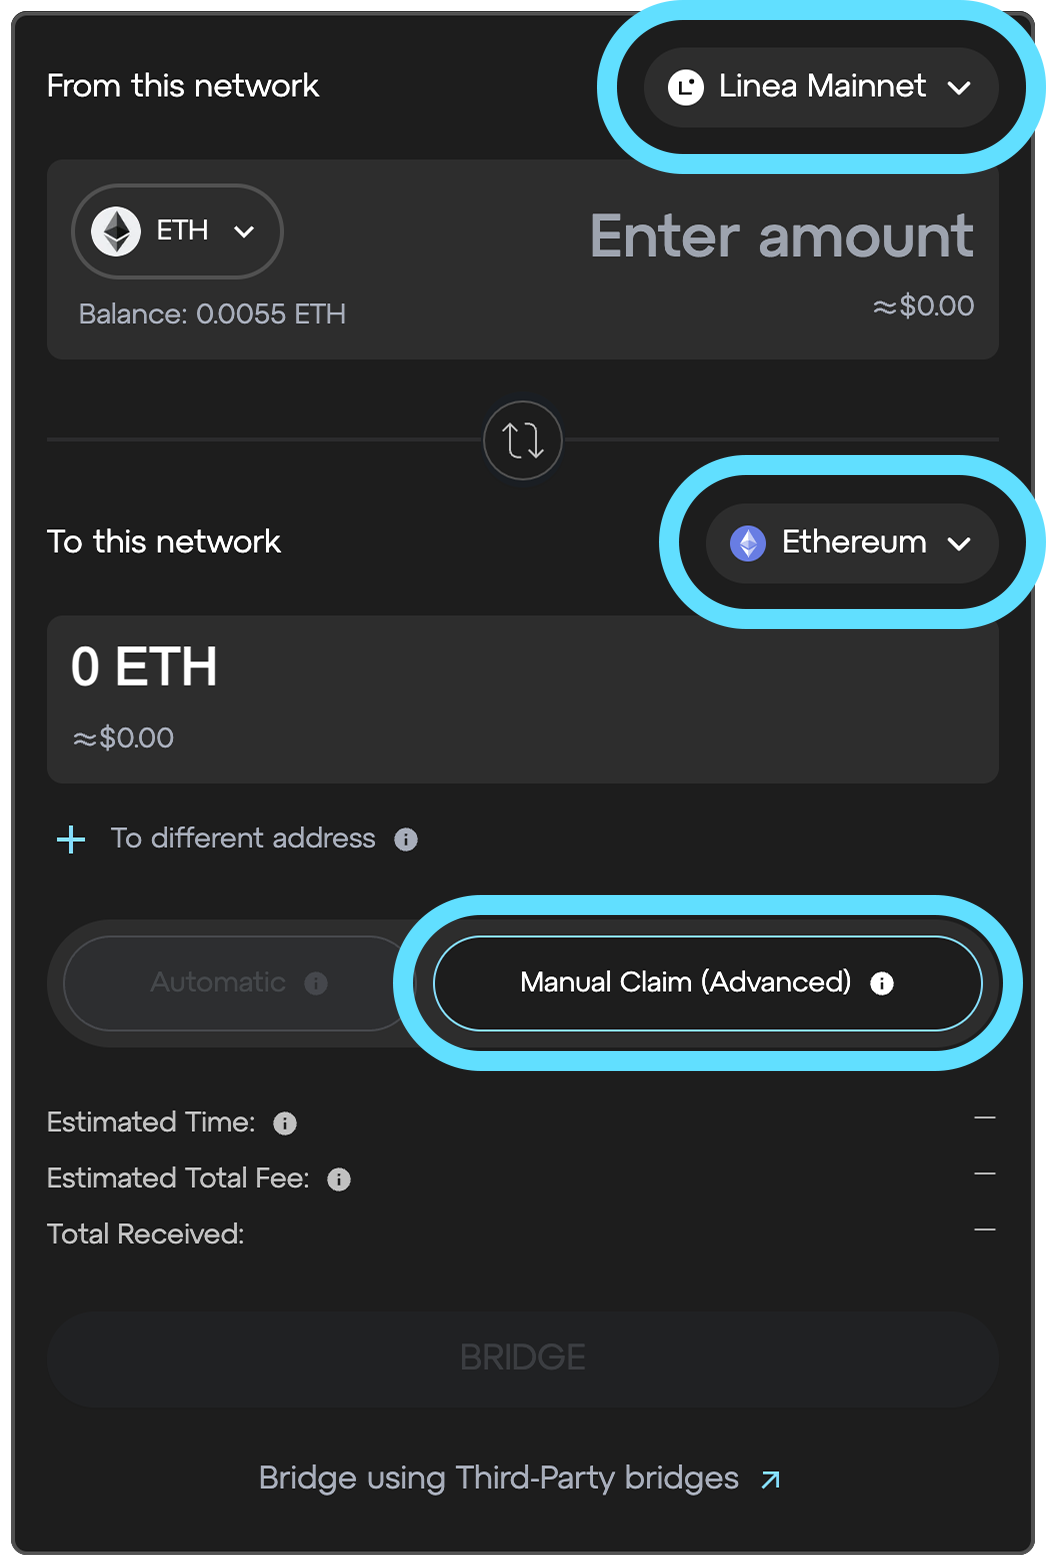 From this network
Linea Mainnet
ETH
Enter amount
Balance: 0.0055 ETH
≈$0.00
To this network
Ethereum
0 ETH
≈$0.00
To different address
Automatic
Manual Claim (Advanced)
Estimated Time:
—
Estimated Total Fee:
—
Total Received:
—
BRIDGE
Bridge using Third-Party bridges